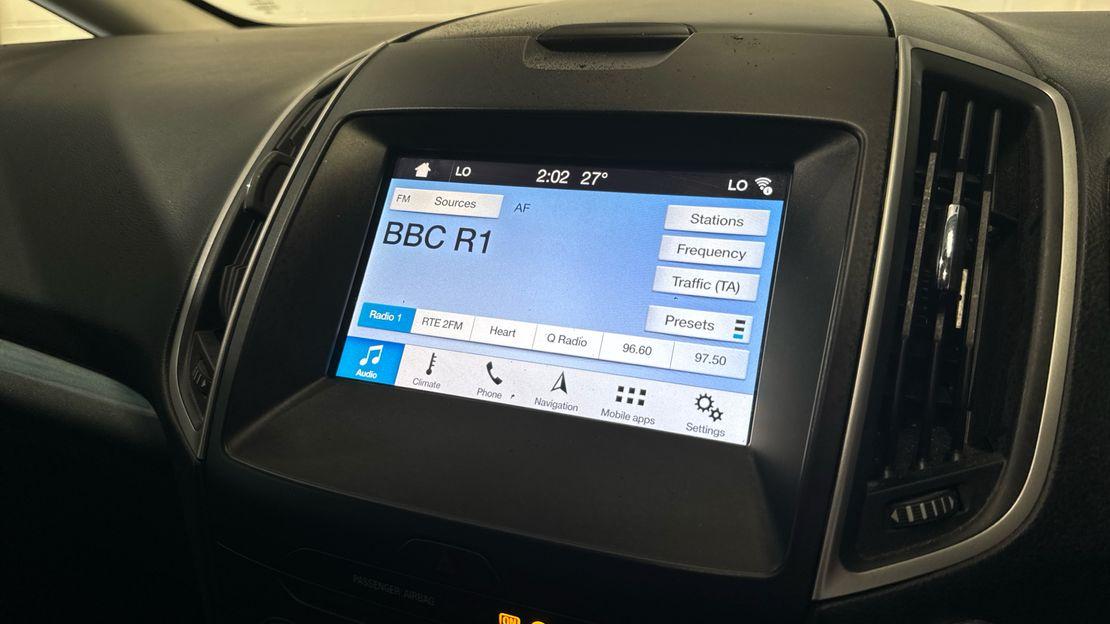 LO 2:02 27° LO
FM Sources AF
Stations
BBC R1
Frequency
Traffic (TA)
Presets
Radio 1 RTE 2FM Heart Q Radio 96.60 97.50
Audio Climate Phone Navigation Mobile apps Settings
PASSENGER AIRBAG
ON